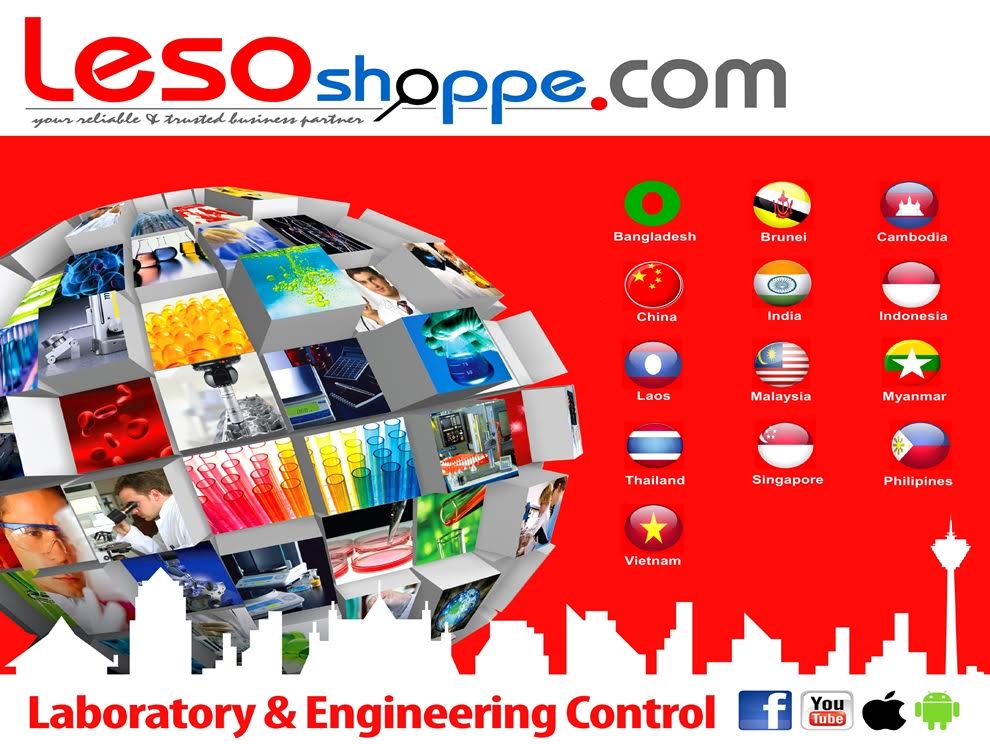 Lesoshoppe.com
your reliable & trusted business partner
Bangladesh Brunei Cambodia
China India Indonesia
Laos Malaysia Myanmar
Thailand Singapore Philipines
Vietnam
Laboratory & Engineering Control
f You Tube